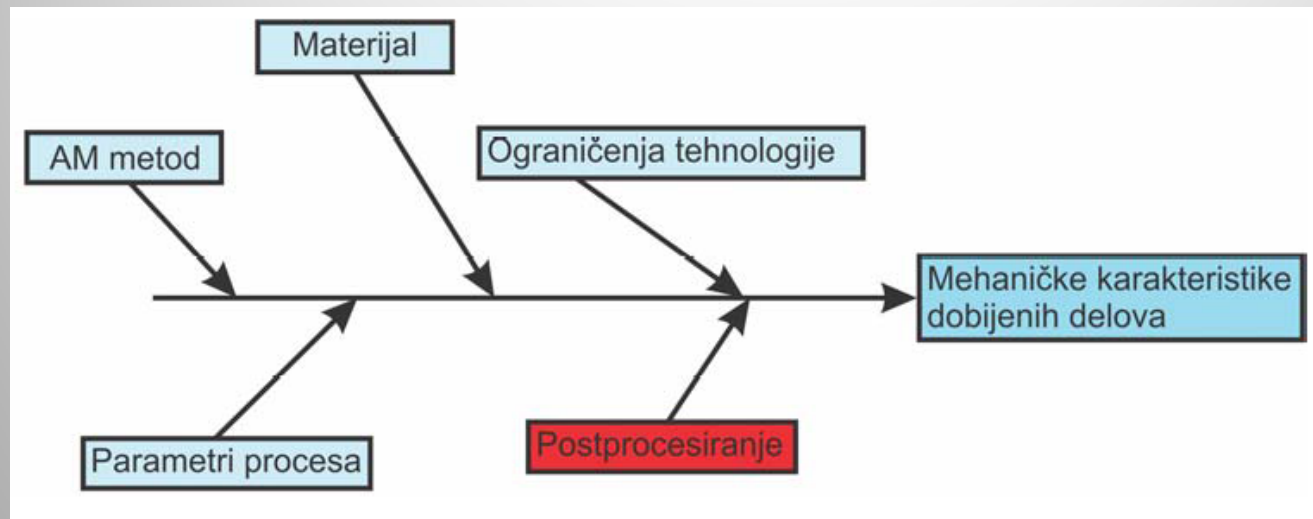 Materijal
AM metod
Ograničenja tehnologije
Mehaničke karakteristike
dobijenih delova
Parametri procesa
Postprocesiranje